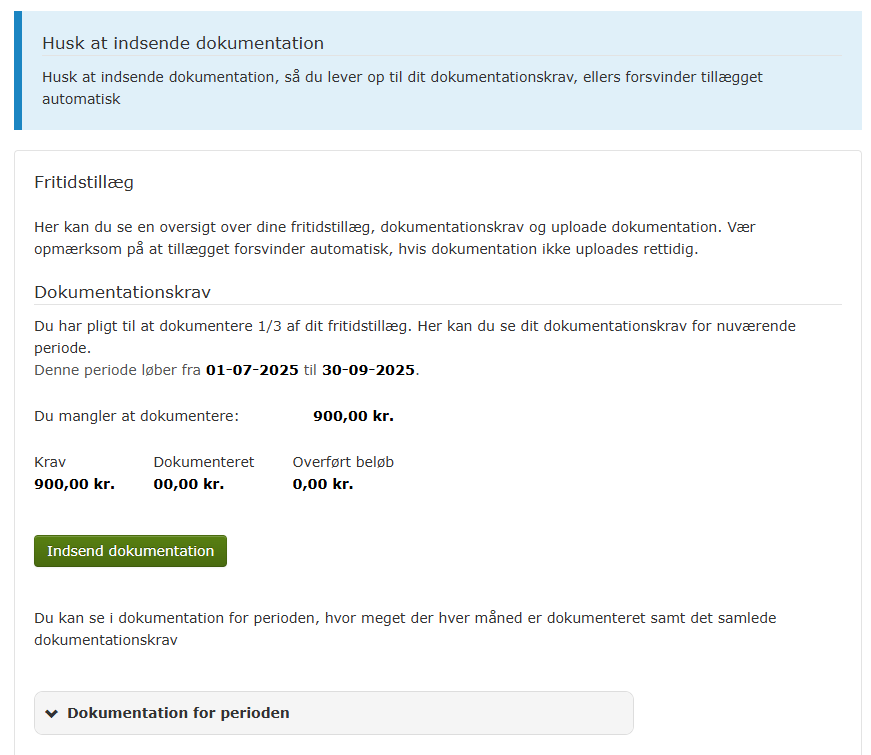 Husk at indsende dokumentation
Husk at indsende dokumentation, så du lever op til dit dokumentationskrav, ellers forsvinder tillægget
automatisk
Fritidstillæg
Her kan du se en oversigt over dine fritidstillæg, dokumentationskrav og uploade dokumentation. Vær
opmærksom på at tillægget forsvinder automatisk, hvis dokumentation ikke uploades rettidig.
Dokumentationskrav
Du har pligt til at dokumentere 1/3 af dit fritidstillæg. Her kan du se dit dokumentationskrav for nuværende
periode.
Denne periode løber fra 01-07-2025 til 30-09-2025.
Du mangler at dokumentere: 900,00 kr.
Krav Dokumenteret Overført beløb
900,00 kr. 00,00 kr. 0,00 kr.
Indsend dokumentation
Du kan se i dokumentation for perioden, hvor meget der hver måned er dokumenteret samt det samlede
dokumentationskrav
Dokumentation for perioden